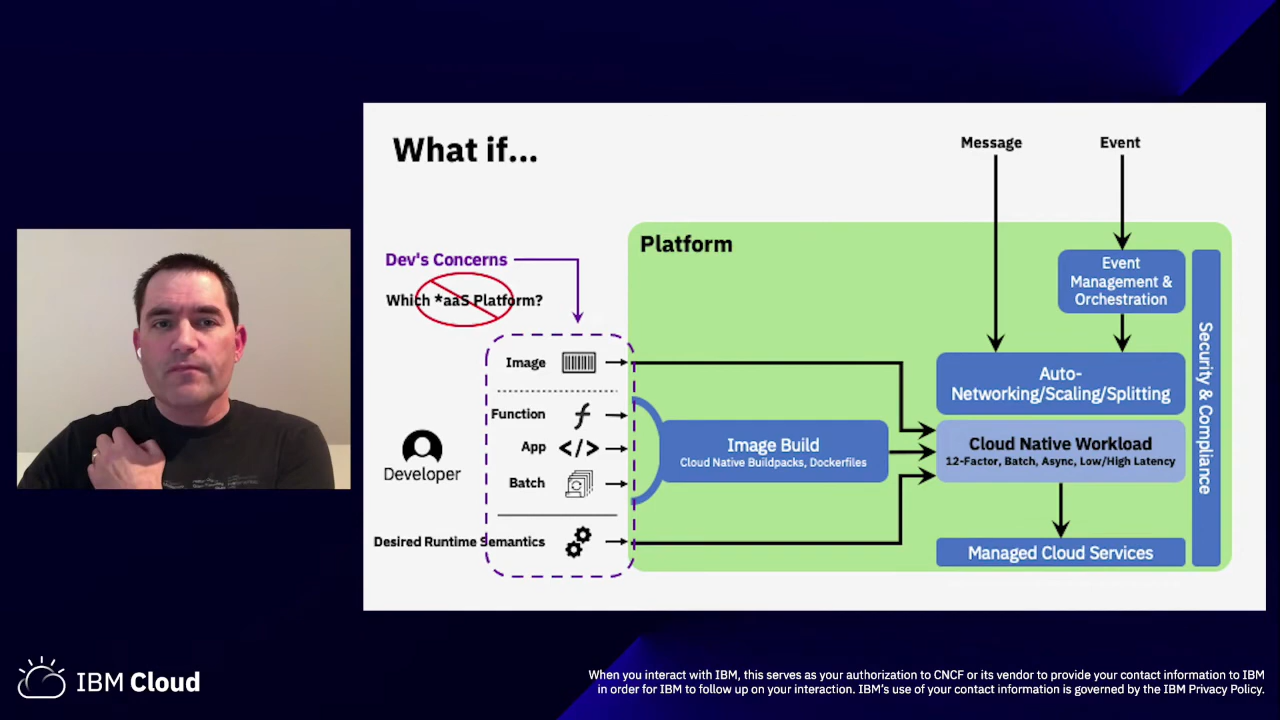 What if...
Message
Event
Platform
Dev's Concerns
Which *aaS Platform?
Event
Management &
Orchestration
Security & Compliance
Image
Auto-
Networking/Scaling/Splitting
Function
App
Batch
Developer
Image Build
Cloud Native Buildpacks, Dockerfiles
Cloud Native Workload
12-Factor, Batch, Async, Low/High Latency
Desired Runtime Semantics
Managed Cloud Services
IBM Cloud
When you interact with IBM, this serves as your authorization to CNCF or its vendor to provide your contact information to IBM
in order for IBM to follow up on your interaction. IBM's use of your contact information is governed by the IBM Privacy Policy.